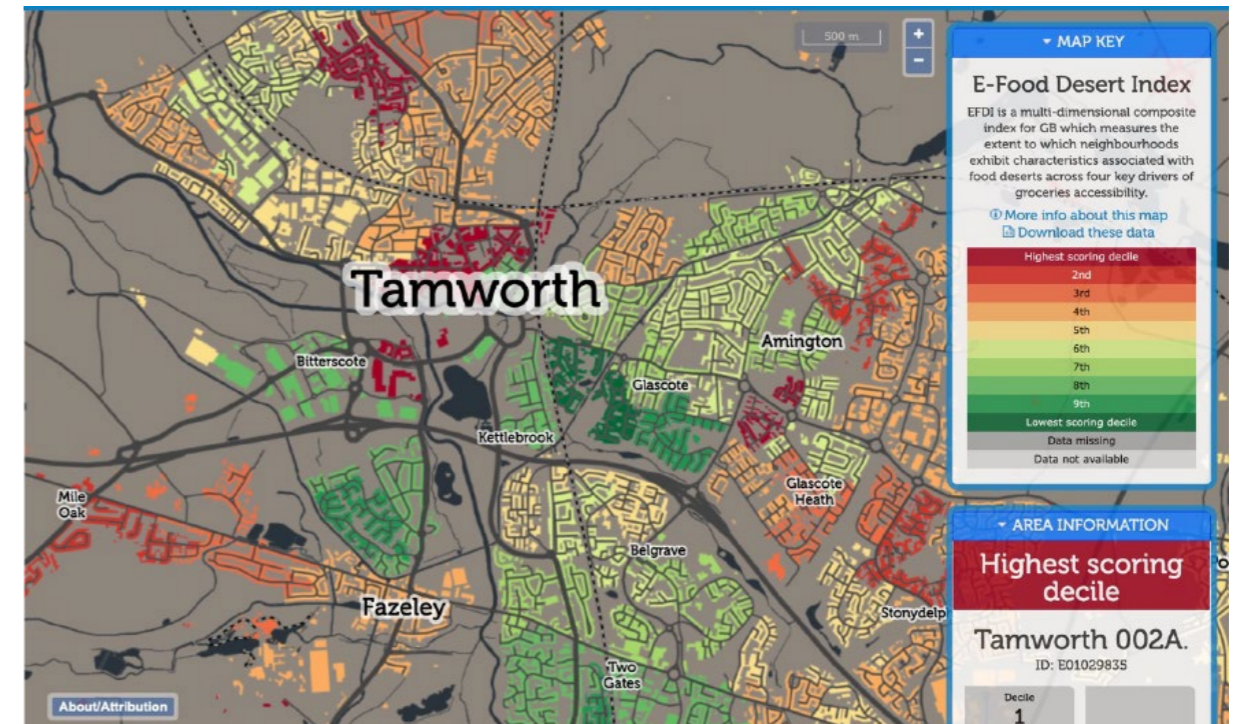 500 m
+
−
MAP KEY
E-Food Desert Index
EFDI is a multi-dimensional composite
index for GB which measures the
extent to which neighbourhoods
exhibit characteristics associated with
food deserts across four key drivers of
groceries accessibility.
More info about this map
Download these data
Highest scoring decile
2nd
3rd
4th
5th
6th
7th
8th
9th
Lowest scoring decile
Data missing
Data not available
Tamworth
Amington
Bitterscote
Glascote
Kettlebrook
Glascote
Heath
Mile
Oak
Belgrave
Fazeley
Stonydelp
Two
Gates
AREA INFORMATION
Highest scoring
decile
Tamworth 002A.
ID: E01029835
Decile
1
About/Attribution